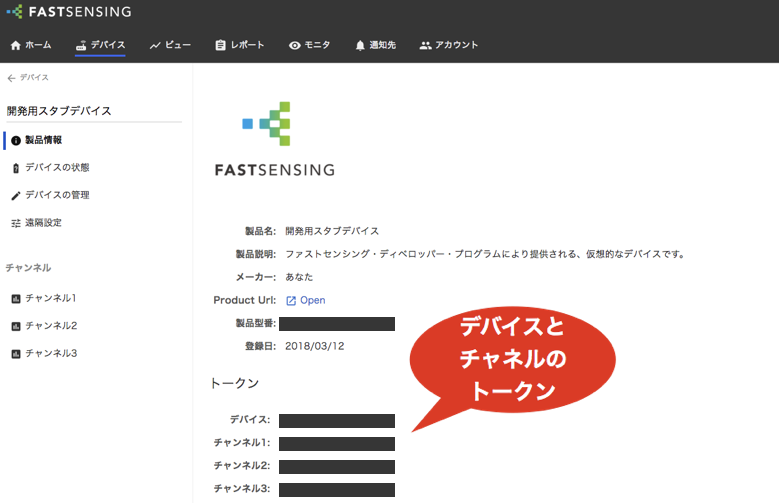 FASTSENSING
ホーム デバイス ビュー レポート モニタ 通知先 アカウント
デバイス
開発用スタブデバイス
製品情報
デバイスの状態
デバイスの管理
遠隔設定
チャンネル
チャンネル1
チャンネル2
チャンネル3
FASTSENSING
製品名: 開発用スタブデバイス
製品説明: ファストセンシング・ディベロッパー・プログラムにより提供される、仮想的なデバイスです。
メーカー: あなた
Product Url: Open
製品型番:
登録日: 2018/03/12
トークン
デバイス:
チャンネル1:
チャンネル2:
チャンネル3:
デバイスと
チャネルの
トークン